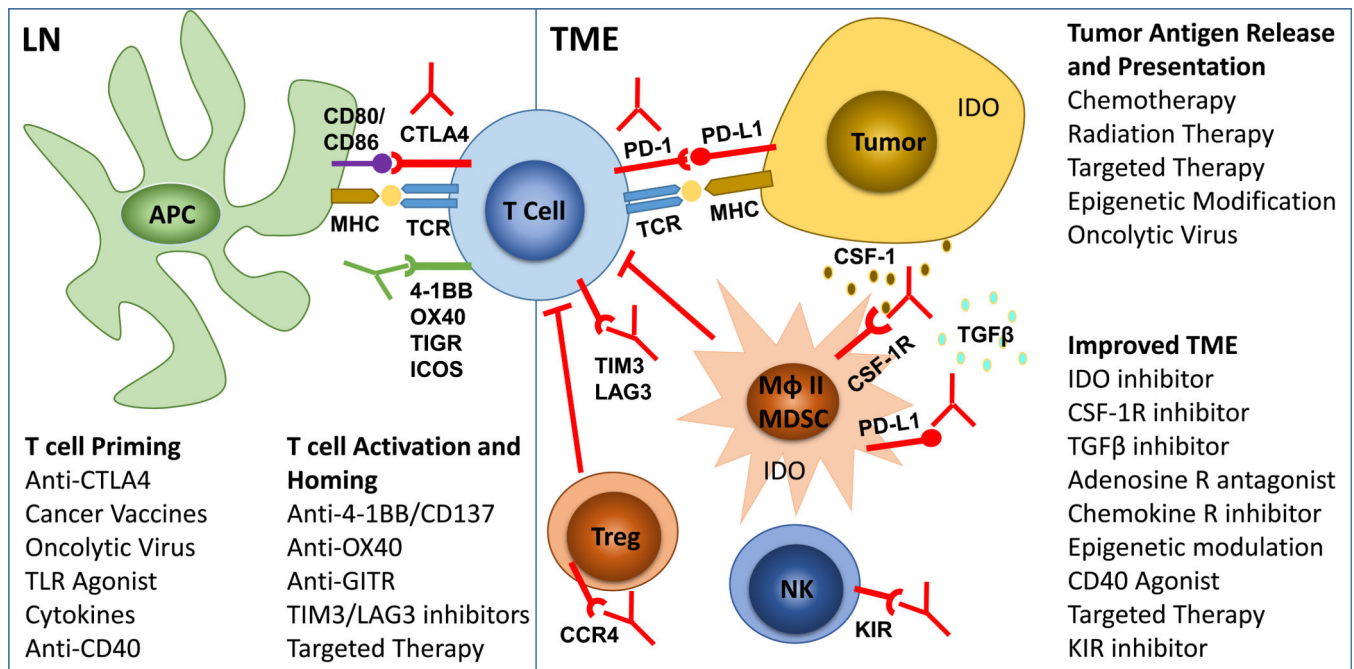 LN
CD80/
CD86
CTLA4
APC
MHC
TCR
T Cell
4-1BB
OX40
TIGR
ICOS
T cell Priming
Anti-CTLA4
Cancer Vaccines
Oncolytic Virus
TLR Agonist
Cytokines
Anti-CD40
T cell Activation and
Homing
Anti-4-1BB/CD137
Anti-OX40
Anti-GITR
TIM3/LAG3 inhibitors
Targeted Therapy
TME
PD-1
PD-L1
TCR
MHC
Tumor
IDO
CSF-1
CSF-1R
TGFβ
TIM3
LAG3
Mφ II
MDSC
PD-L1
IDO
Treg
CCR4
NK
KIR
Tumor Antigen Release
and Presentation
Chemotherapy
Radiation Therapy
Targeted Therapy
Epigenetic Modification
Oncolytic Virus
Improved TME
IDO inhibitor
CSF-1R inhibitor
TGFβ inhibitor
Adenosine R antagonist
Chemokine R inhibitor
Epigenetic modulation
CD40 Agonist
Targeted Therapy
KIR inhibitor